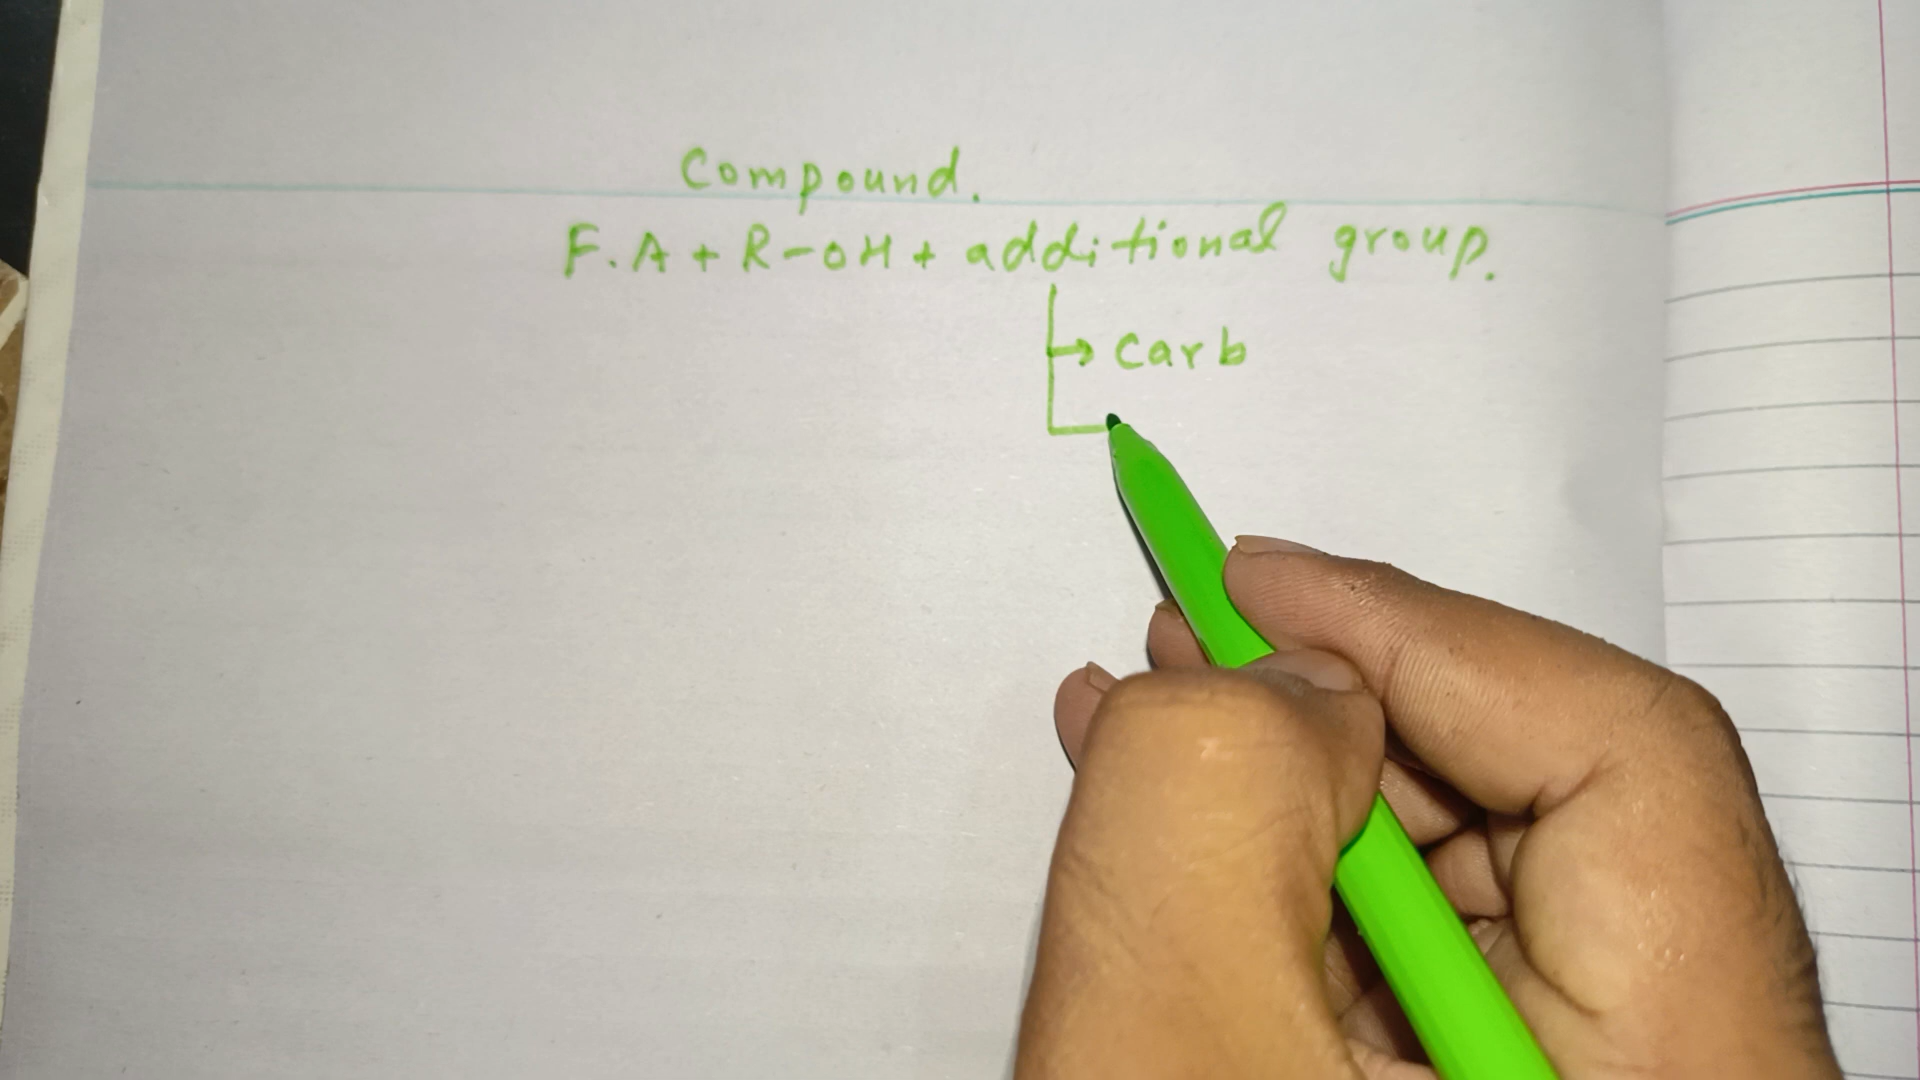 Compound.
F.A + R-OH + additional group.
Carb